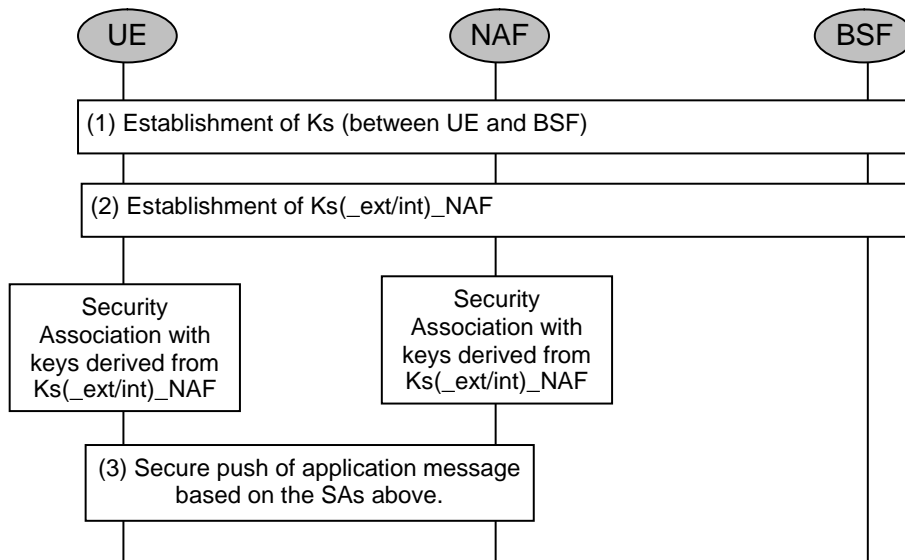 UE
NAF
BSF
(1) Establishment of Ks (between UE and BSF)
(2) Establishment of Ks(_ext/int)_NAF
Security
Association with
keys derived from
Ks(_ext/int)_NAF
Security
Association with
keys derived from
Ks(_ext/int)_NAF
(3) Secure push of application message
based on the SAs above.